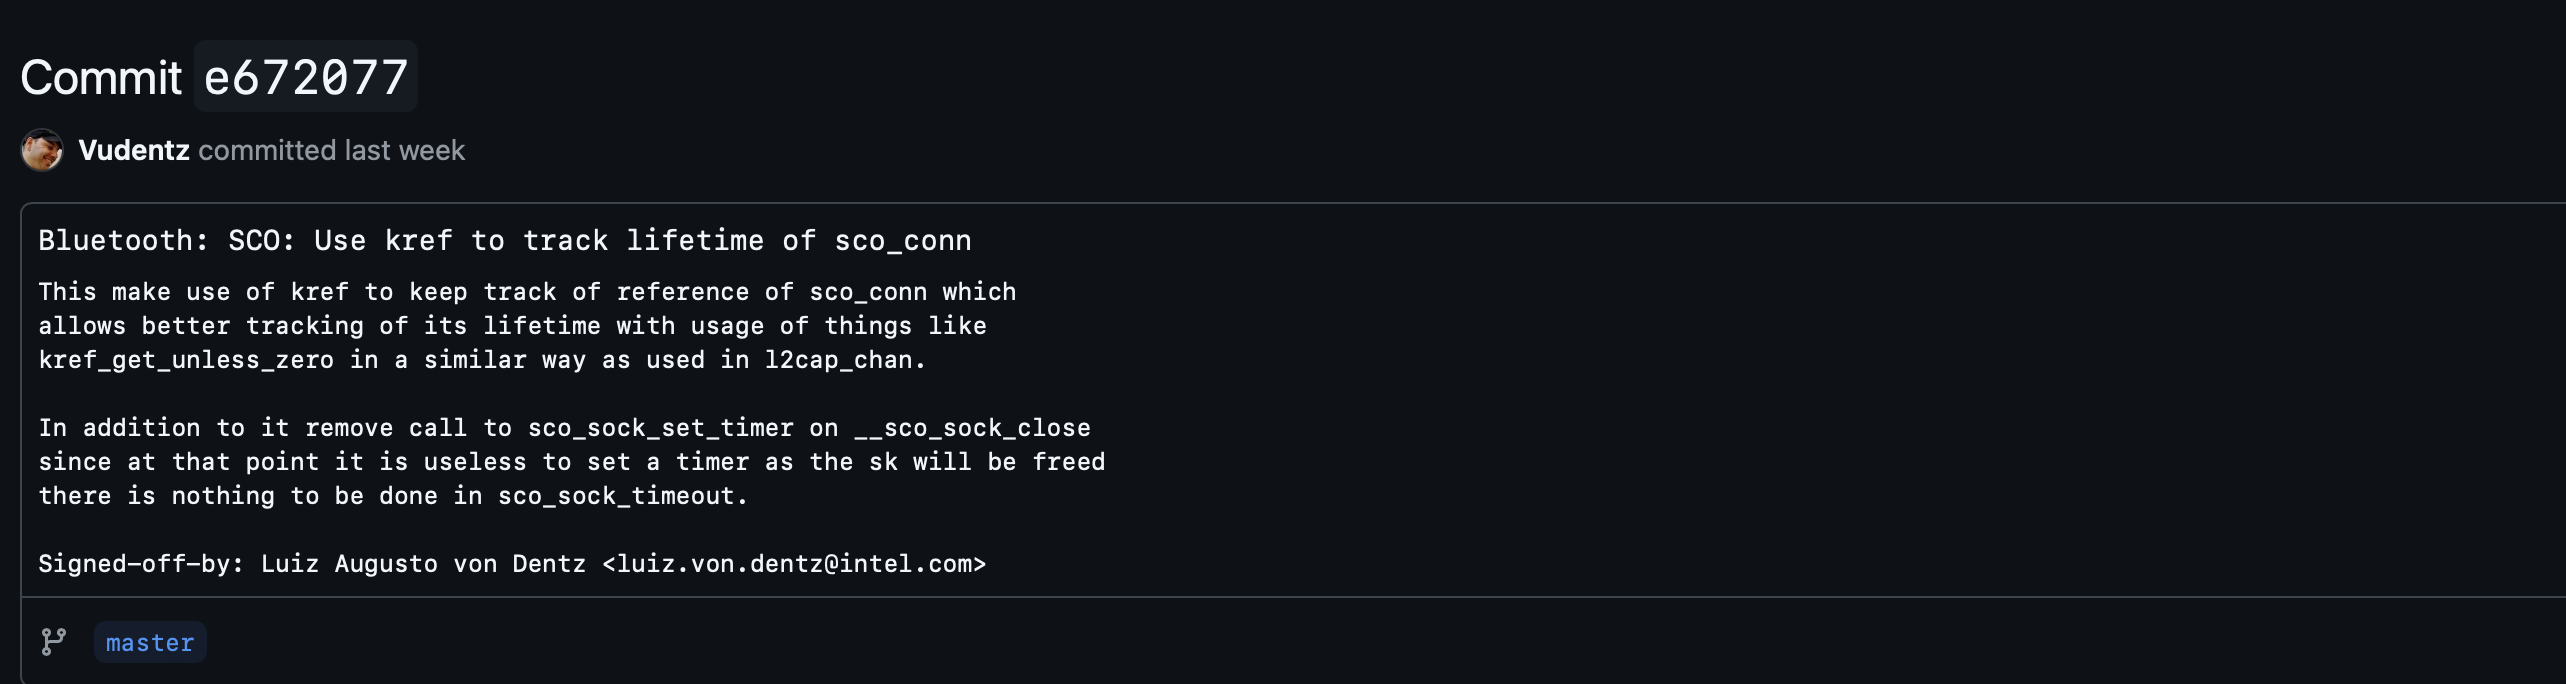 Commit e672077
Vudentz committed last week
Bluetooth: SCO: Use kref to track lifetime of sco_conn
This make use of kref to keep track of reference of sco_conn which
allows better tracking of its lifetime with usage of things like
kref_get_unless_zero in a similar way as used in l2cap_chan.
In addition to it remove call to sco_sock_set_timer on __sco_sock_close
since at that point it is useless to set a timer as the sk will be freed
there is nothing to be done in sco_sock_timeout.
Signed-off-by: Luiz Augusto von Dentz <luiz.von.dentz@intel.com>
master